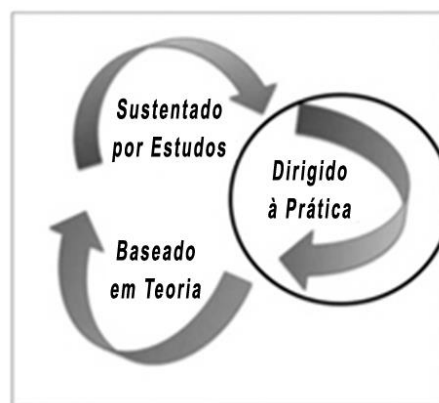 Sustentado
por Estudos
Dirigido
à Prática
Baseado
em Teoria